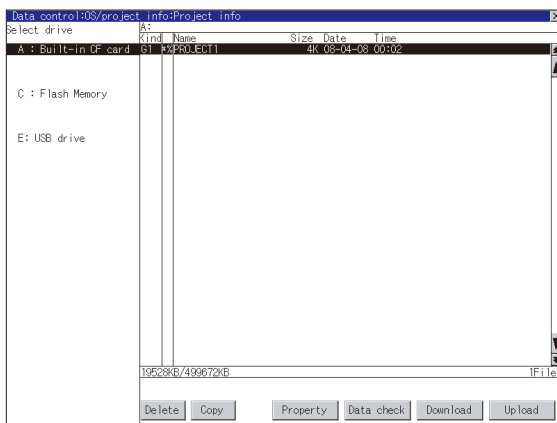 Data control:OS/project info:Project info
Select drive
A:
Kind Name Size Date Time
A : Built-in CF card
G1 #%PROJECT1 4K 08-04-08 00:02
C : Flash Memory
E: USB drive
19528KB/499672KB 1File
Delete Copy Property Data check Download Upload